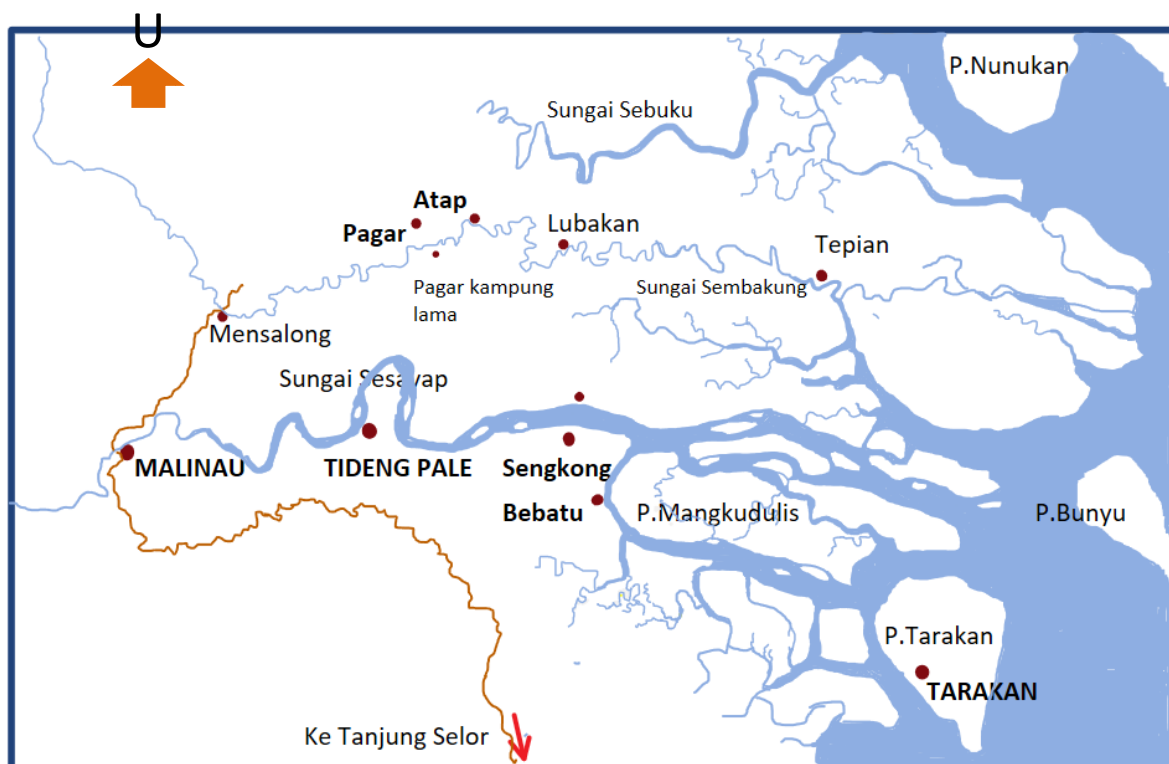 U
P.Nunukan
Sungai Sebuku
Atap
Pagar
Lubakan
Tepian
Pagar kampung
lama
Sungai Sembakung
Mensalong
Sungai Sesayap
MALINAU
TIDENG PALE
Sengkong
Bebatu
P.Mangkudulis
P.Bunyu
P.Tarakan
TARAKAN
Ke Tanjung Selor